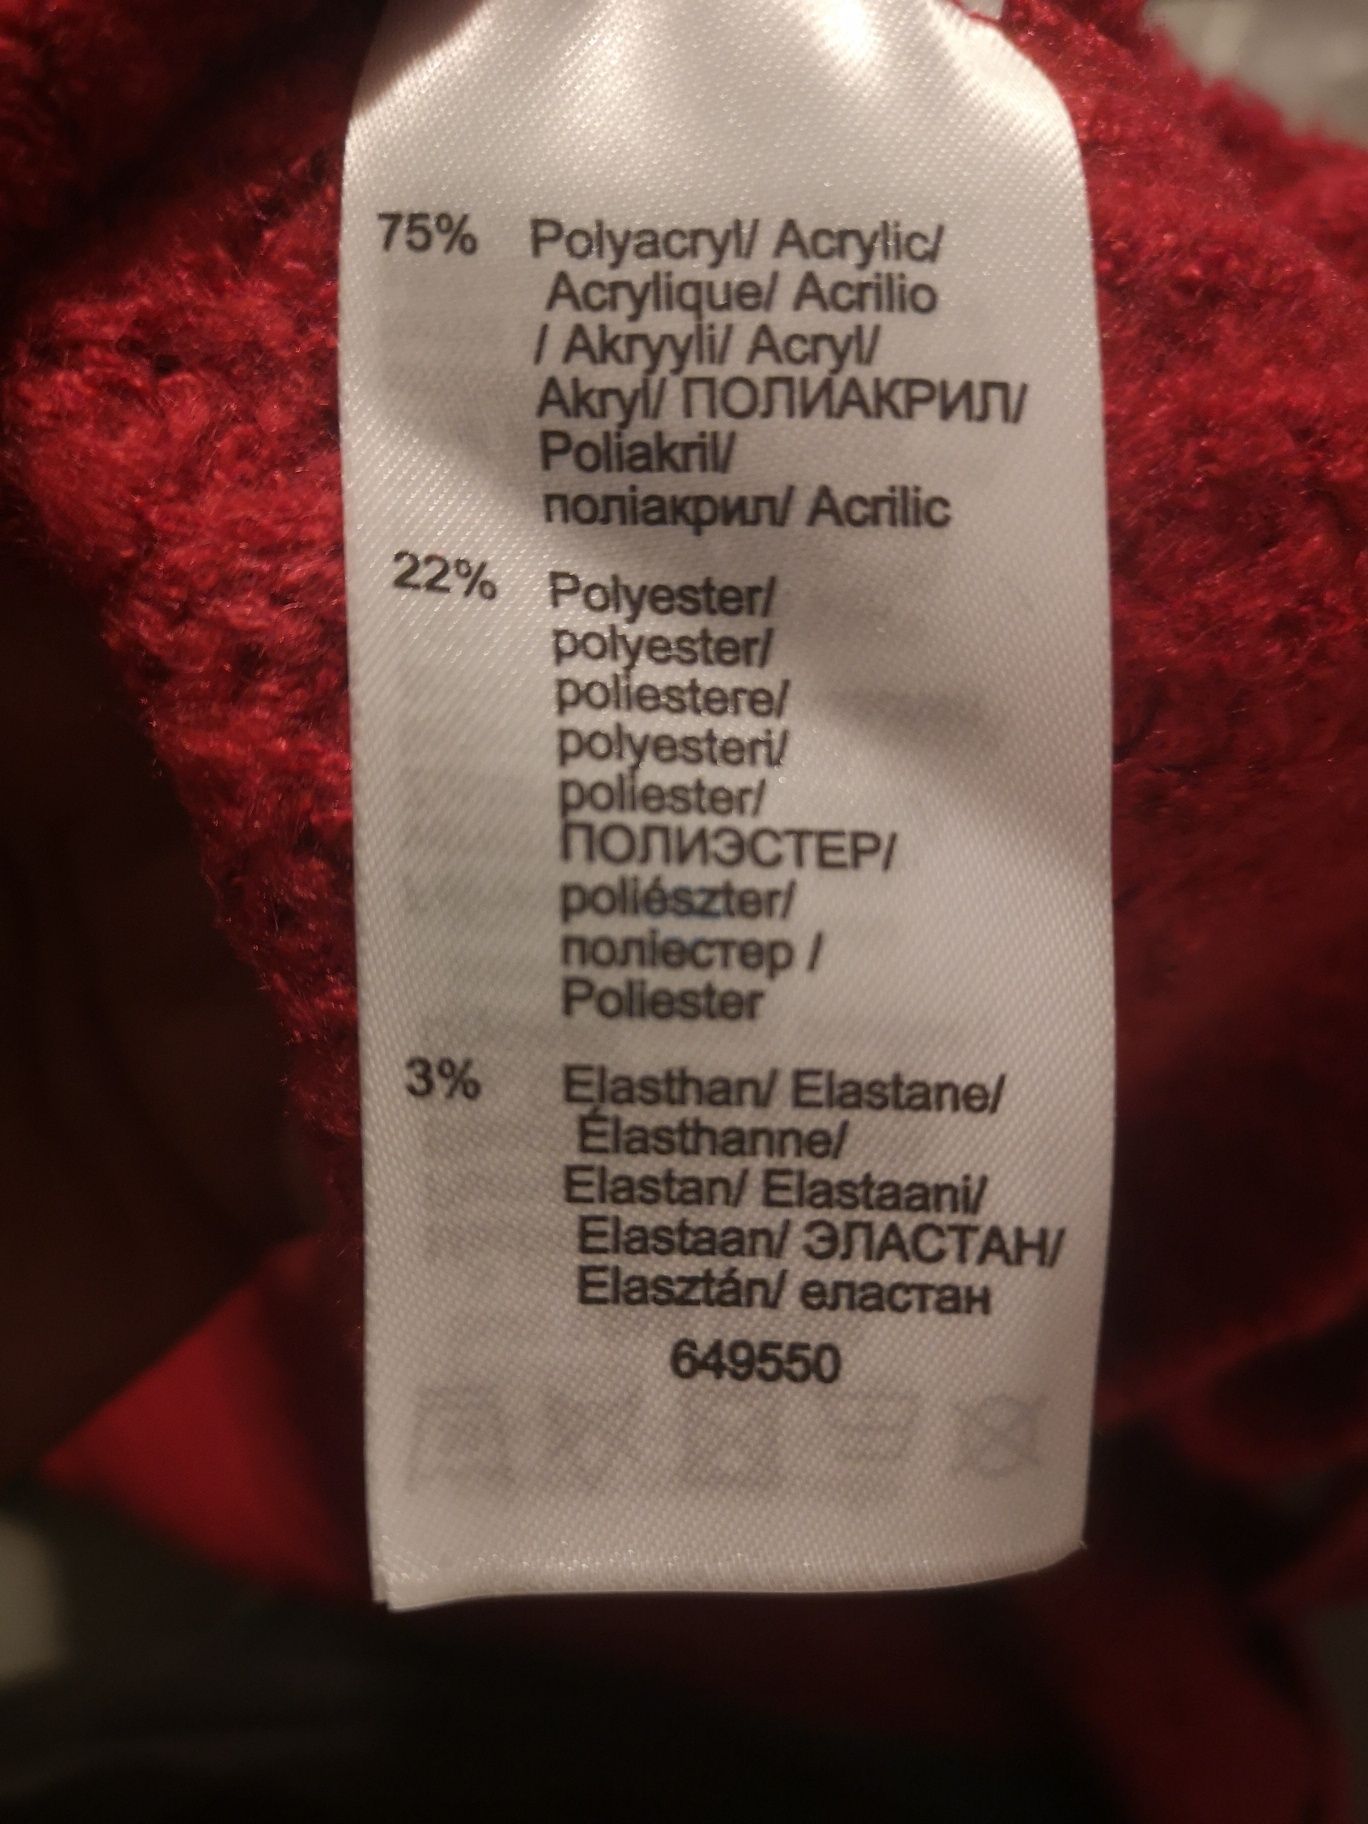 75% Polyacryl/ Acrylic/
Acrylique/ Acrilio
/ Akryyli/ Acryl/
Akryl/ ПОЛИАКРИЛ/
Poliakril/
поліакрил/ Acrilic
22% Polyester/
polyester/
poliestere/
polyesteri/
poliester/
ПОЛИЭСТЕР/
poliészter/
поліестер /
Poliester
3% Elasthan/ Elastane/
Élasthanne/
Elastan/ Elastaani/
Elastaan/ ЭЛАСТАН/
Elasztán/ еластан
649550